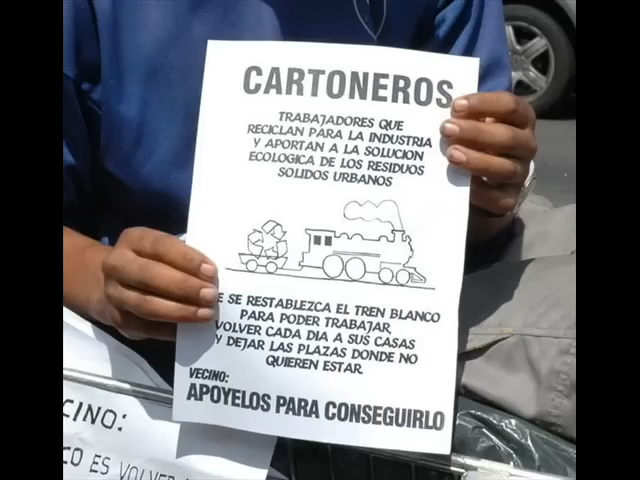 CARTONEROS
TRABAJADORES QUE
RECICLAN PARA LA INDUSTRIA
Y APORTAN A LA SOLUCION
ECOLOGICA DE LOS RESIDUOS
SOLIDOS URBANOS
E SE RESTABLEZCA EL TREN BLANCO
PARA PODER TRABAJAR
VOLVER CADA DIA A SUS CASAS
Y DEJAR LAS PLAZAS DONDE NO
QUIEREN ESTAR
VECINO:
APOYELOS PARA CONSEGUIRLO
CINO:
CO ES VOLVER